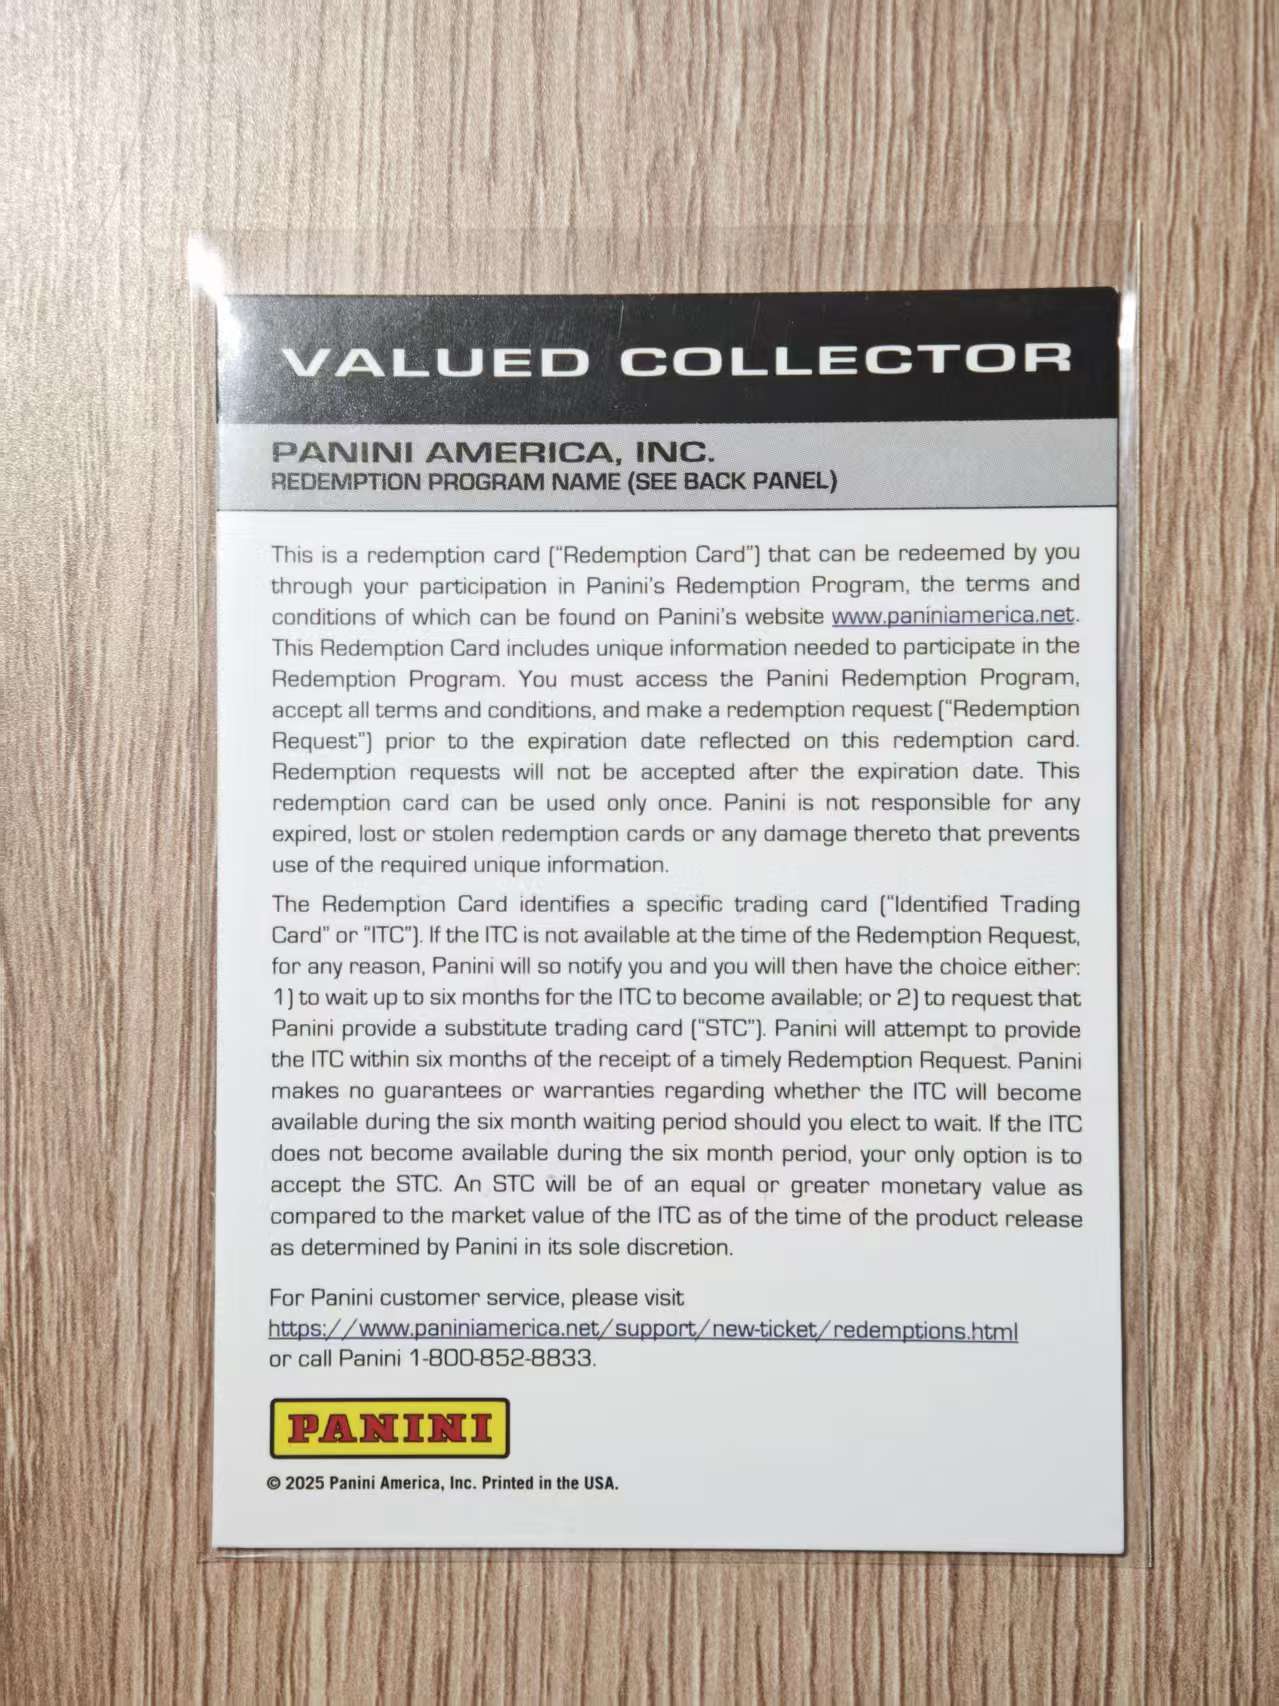 VALUED COLLECTOR
PANINI AMERICA, INC.
REDEMPTION PROGRAM NAME (SEE BACK PANEL)
This is a redemption card ("Redemption Card") that can be redeemed by you
through your participation in Panini's Redemption Program, the terms and
conditions of which can be found on Panini's website www.paniniamerica.net.
This Redemption Card includes unique information needed to participate in the
Redemption Program. You must access the Panini Redemption Program,
accept all terms and conditions, and make a redemption request ("Redemption
Request") prior to the expiration date reflected on this redemption card.
Redemption requests will not be accepted after the expiration date. This
redemption card can be used only once. Panini is not responsible for any
expired, lost or stolen redemption cards or any damage thereto that prevents
use of the required unique information.
The Redemption Card identifies a specific trading card ("Identified Trading
Card" or "ITC"). If the ITC is not available at the time of the Redemption Request,
for any reason, Panini will so notify you and you will then have the choice either:
1) to wait up to six months for the ITC to become available; or 2) to request that
Panini provide a substitute trading card ("STC"). Panini will attempt to provide
the ITC within six months of the receipt of a timely Redemption Request. Panini
makes no guarantees or warranties regarding whether the ITC will become
available during the six month waiting period should you elect to wait. If the ITC
does not become available during the six month period, your only option is to
accept the STC. An STC will be of an equal or greater monetary value as
compared to the market value of the ITC as of the time of the product release
as determined by Panini in its sole discretion.
For Panini customer service, please visit
https://www.paniniamerica.net/support/new-ticket/redemptions.html
or call Panini 1-800-852-8833.
PANINI
© 2025 Panini America, Inc. Printed in the USA.